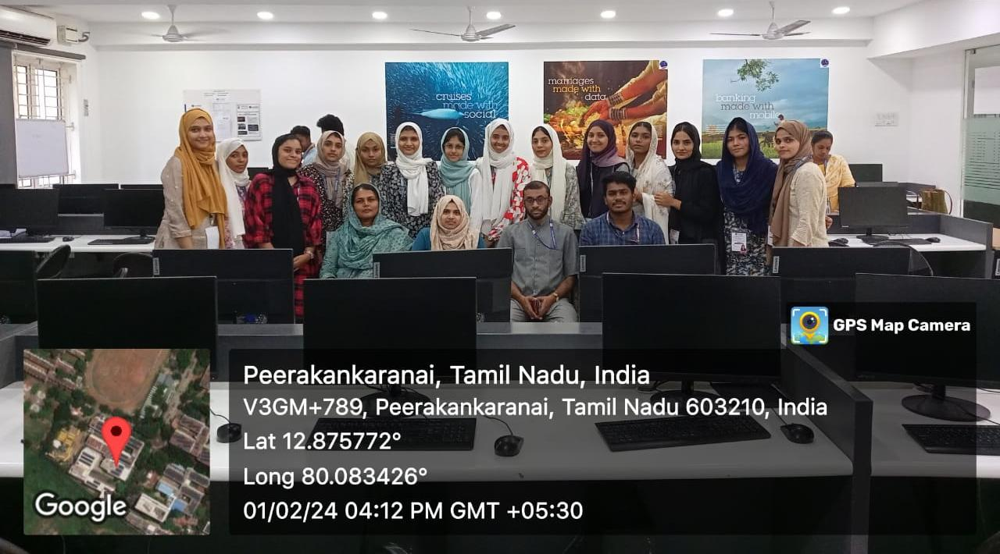 cruises
made with
social
marriages
made with
data
banking
made with
mobile
Lenovo
GPS Map Camera
Peerakankaranai, Tamil Nadu, India
V3GM+789, Peerakankaranai, Tamil Nadu 603210, India
Lat 12.875772°
Long 80.083426°
01/02/24 04:12 PM GMT +05:30
Google